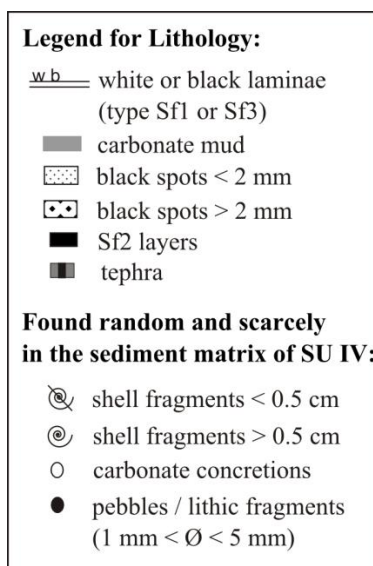 Legend for Lithology:
w b white or black laminae
(type Sf1 or Sf3)
carbonate mud
black spots < 2 mm
black spots > 2 mm
Sf2 layers
tephra
Found random and scarcely
in the sediment matrix of SU IV:
shell fragments < 0.5 cm
shell fragments > 0.5 cm
carbonate concretions
pebbles / lithic fragments
(1 mm < Ø < 5 mm)